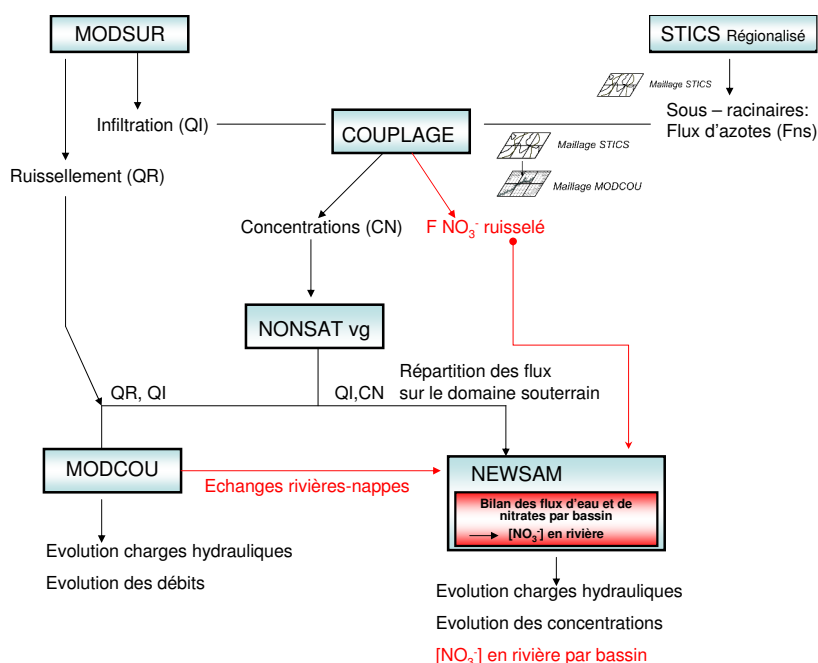 MODSUR
STICS Régionalisé
Maillage STICS
Infiltration (QI)
COUPLAGE
Sous – racinaires:
Flux d'azotes (Fns)
Maillage STICS
Maillage MODCOU
Ruissellement (QR)
Concentrations (CN)
F NO₃⁻ ruisselé
NONSAT vg
Répartition des flux
sur le domaine souterrain
QR, QI
QI,CN
MODCOU
Echanges rivières-nappes
NEWSAM
Bilan des flux d'eau et de
nitrates par bassin
[NO₃⁻] en rivière
Evolution charges hydrauliques
Evolution des débits
Evolution charges hydrauliques
Evolution des concentrations
[NO₃⁻] en rivière par bassin